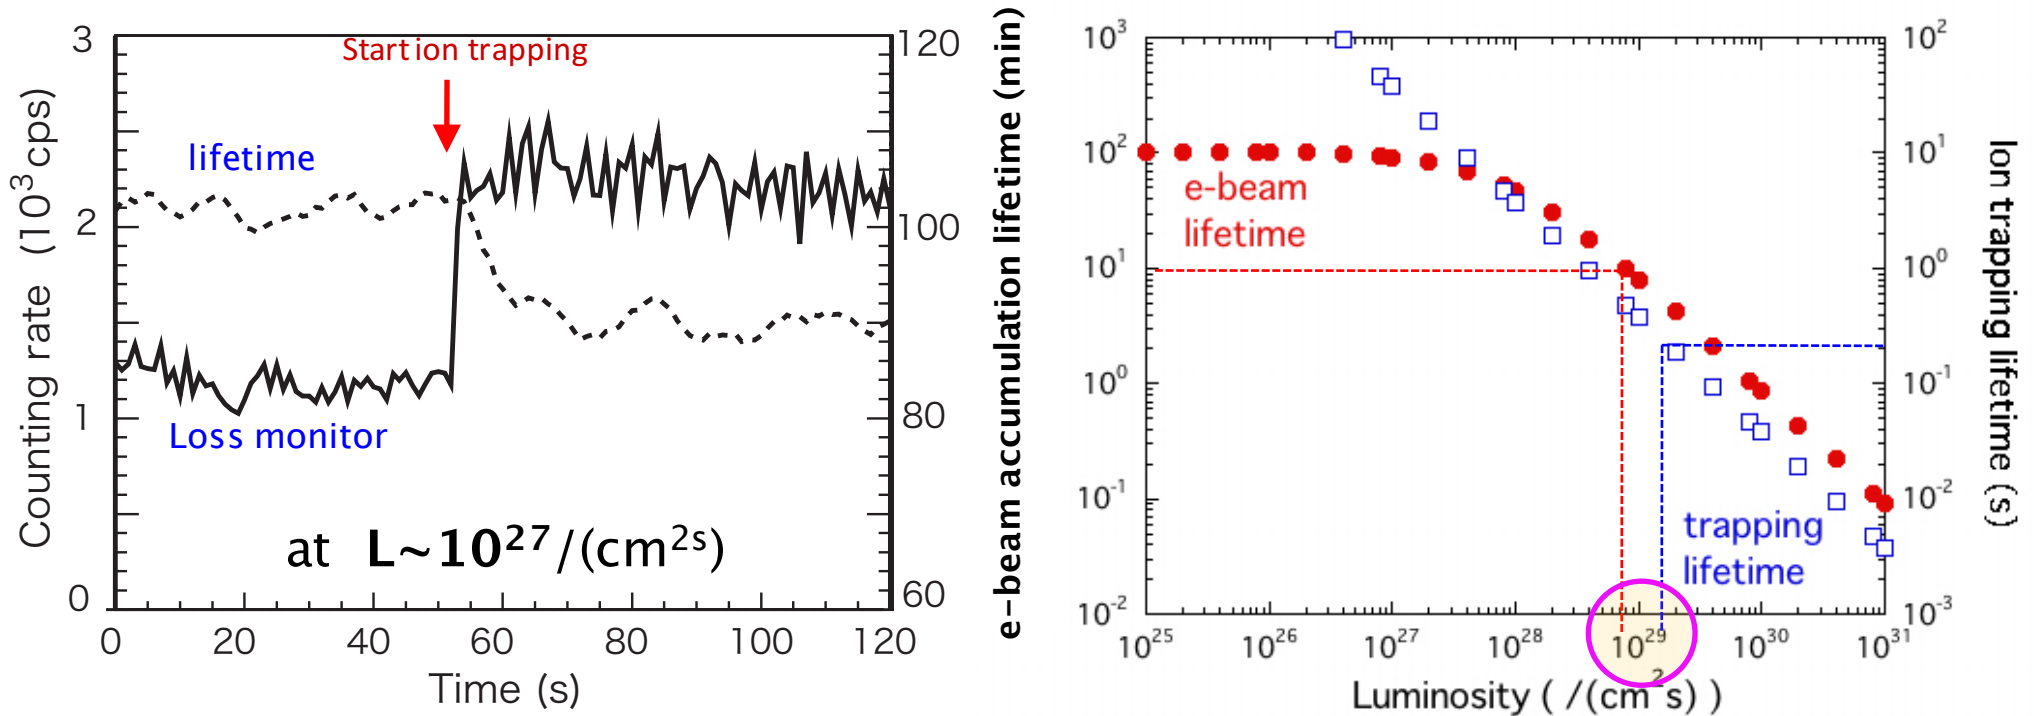 Start ion trapping
lifetime
Loss monitor
at L~10²⁷/(cm²ˢ)
Counting rate (10³cps)
3
2
1
0
120
100
80
60
0 20 40 60 80 100 120
Time (s)
e-beam accumulation lifetime (min)
10³
10²
10¹
10⁰
10⁻¹
10⁻²
e-beam
lifetime
trapping
lifetime
10²
10¹
10⁰
10⁻¹
10⁻²
10⁻³
Ion trapping lifetime (s)
10²⁵ 10²⁶ 10²⁷ 10²⁸ 10²⁹ 10³⁰ 10³¹
Luminosity ( /(cm²s) )